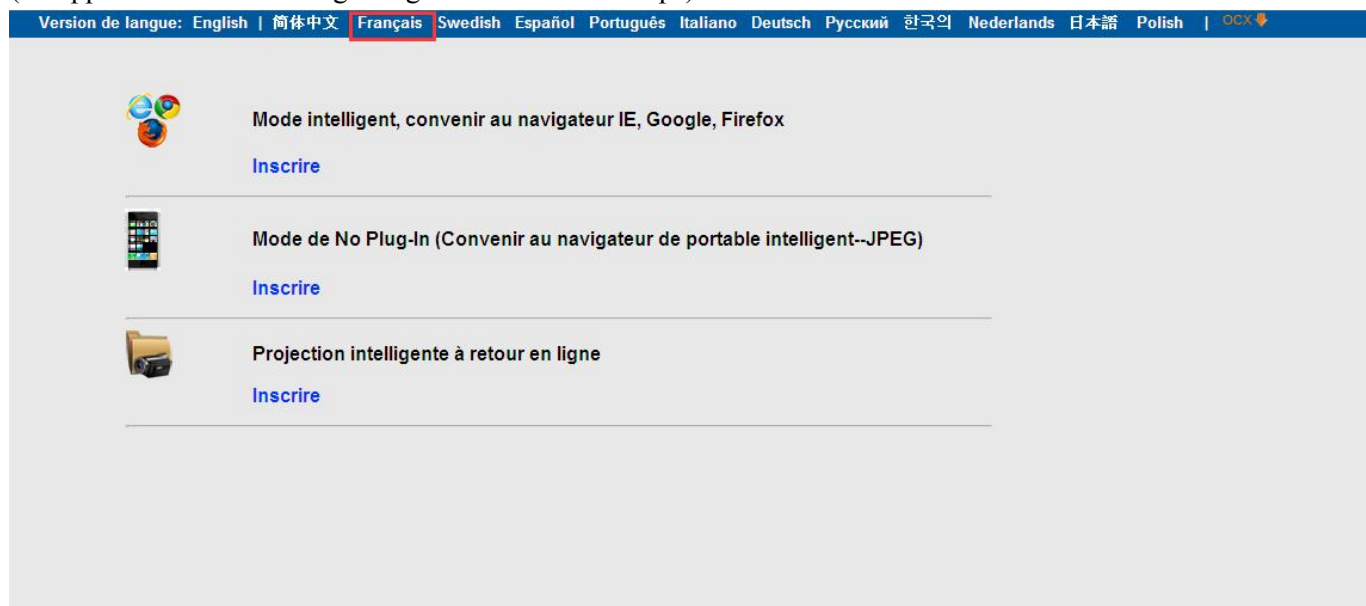 Version de langue: English | 简体中文 Français Swedish Español Português Italiano Deutsch Русский 한국의 Nederlands 日本語 Polish | OCX
Mode intelligent, convenir au navigateur IE, Google, Firefox
Inscrire
Mode de No Plug-In (Convenir au navigateur de portable intelligent--JPEG)
Inscrire
Projection intelligente à retour en ligne
Inscrire